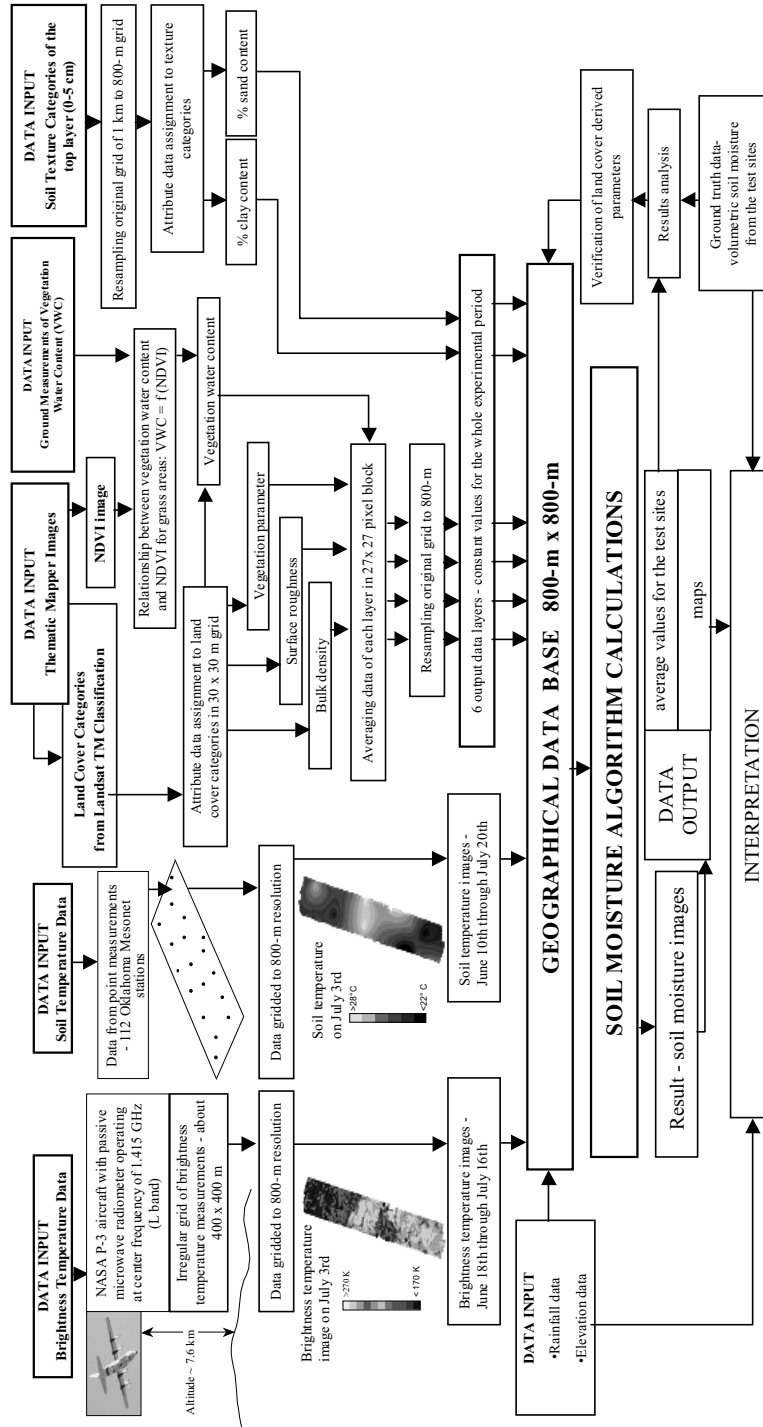 DATA INPUT
Brightness Temperature Data
NASA P-3 aircraft with passive
microwave radiometer operating
at center frequency of 1.415 GHz
(L band)
Altitude ~ 7.6 km
Irregular grid of brightness
temperature measurements - about
400 x 400 m
Data gridded to 800-m resolution
Brightness temperature
image on July 3rd
>270 K
< 170 K
Brightness temperature images -
June 18th through July 16th
DATA INPUT
Soil Temperature Data
Data from point measurements
- 112 Oklahoma Mesonet
stations
Data gridded to 800-m resolution
Soil temperature
on July 3rd
>28°C
<22° C
Soil temperature images -
June 10th through July 20th
DATA INPUT
Thematic Mapper Images
Land Cover Categories
from Landsat TM Classification
NDVI image
DATA INPUT
Ground Measurements of Vegetation
Water Content (VWC)
Relationship between vegetation water content
and NDVI for grass areas: VWC = f (NDVI)
Attribute data assignment to land
cover categories in 30 x 30 m grid
Vegetation water content
Vegetation parameter
Surface roughness
Bulk density
Averaging data of each layer in 27x 27 pixel block
Resampling original grid to 800-m
DATA INPUT
Soil Texture Categories of the
top layer (0-5 cm)
Resampling original grid of 1 km to 800-m grid
Attribute data assignment to texture
categories
% clay content
% sand content
6 output data layers - constant values for the whole experimental period
GEOGRAPHICAL DATA BASE 800-m x 800-m
DATA INPUT
•Rainfall data
•Elevation data
SOIL MOISTURE ALGORITHM CALCULATIONS
Result - soil moisture images
DATA
OUTPUT
average values for the test sites
maps
Verification of land cover derived
parameters
Results analysis
Ground truth data-
volumetric soil moisture
from the test sites
INTERPRETATION